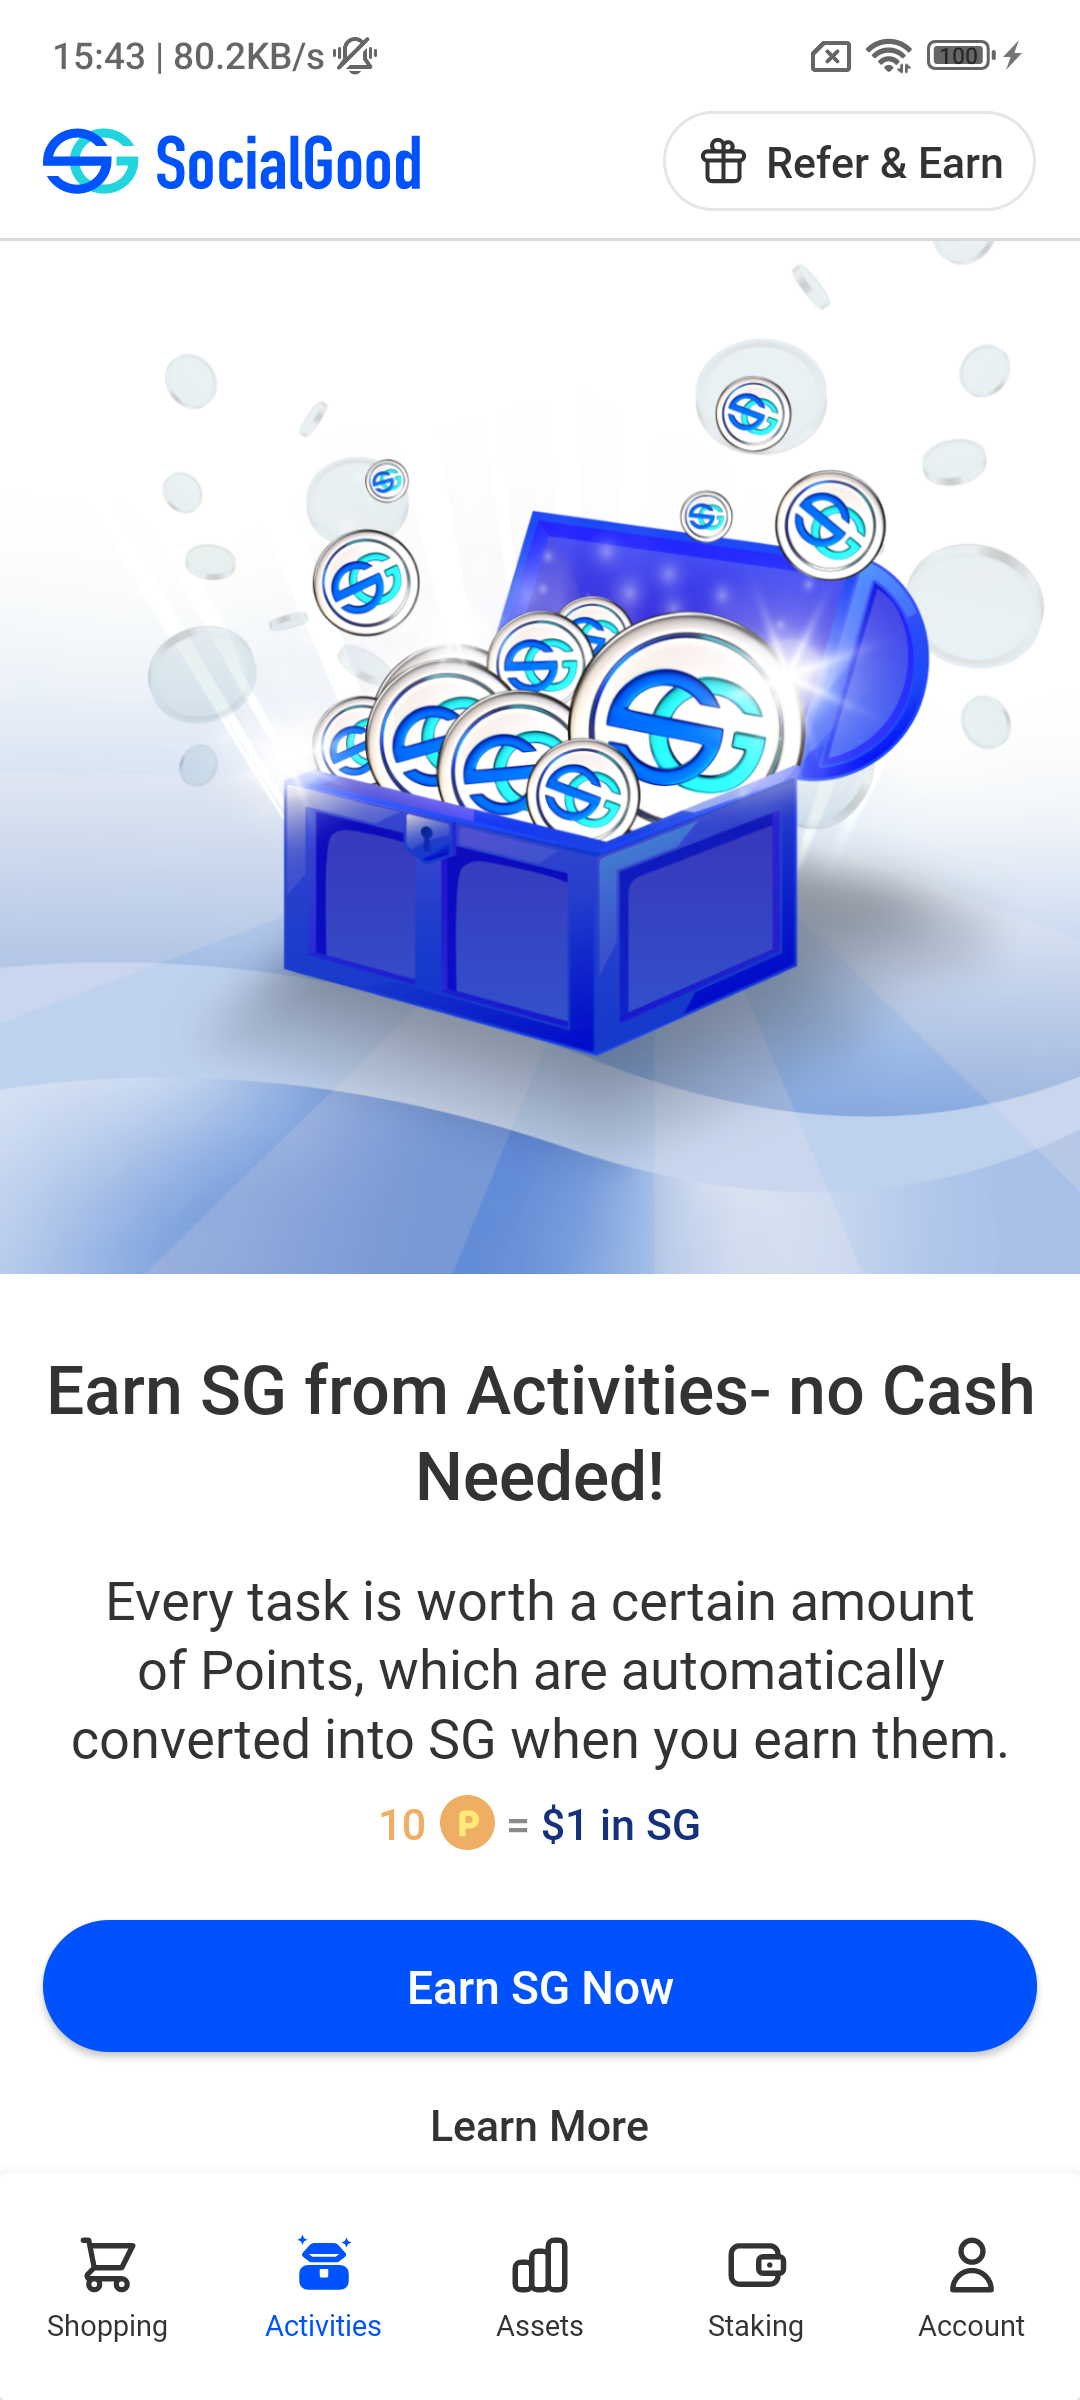 15:43 | 80.2KB/s
100
SocialGood
Refer & Earn
Earn SG from Activities- no Cash
Needed!
Every task is worth a certain amount
of Points, which are automatically
converted into SG when you earn them.
10 P = $1 in SG
Earn SG Now
Learn More
Shopping
Activities
Assets
Staking
Account